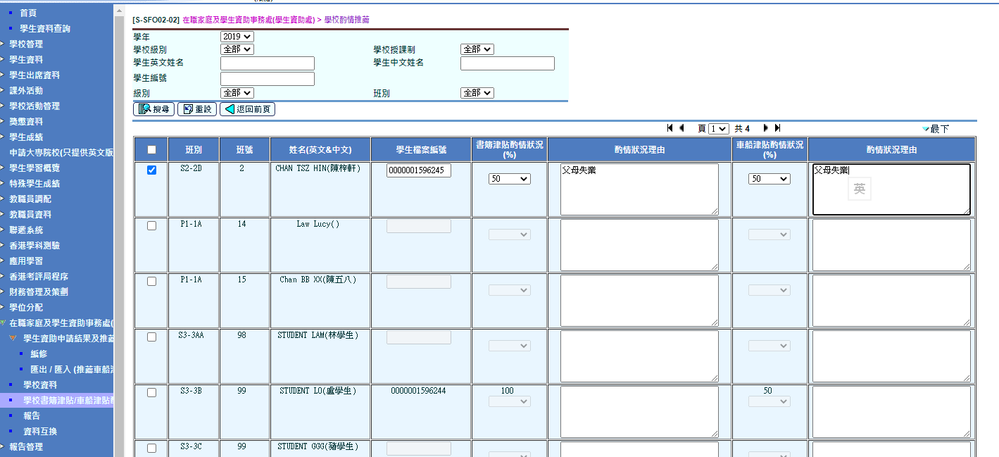 首頁
學生資料查詢
學校管理
學生資料
學生出席資料
課外活動
學校活動管理
獎懲資料
學生成績
申請大專院校(只提供英文版
學生學習概覽
特殊學生成績
教職員調配
教職員資料
聯遞系統
香港學科測驗
應用學習
香港考評局程序
財務管理及策劃
學位分配
在職家庭及學生資助事務處(
學生資助申請結果及推薦
編修
匯出 / 匯入 (推薦車船津
學校資料
學校書簿津貼/車船津貼酌
報告
資料互換
報告管理
[S-SFO02-02] 在職家庭及學生資助事務處(學生資助處) > 學校酌情推薦
學年 2019
學校級別 全部 學校授課制 全部
學生英文姓名 學生中文姓名
學生編號
級別 全部 班別 全部
搜尋 重設 返回前頁
頁 1 共 4 最下
班別 班號 姓名(英文&中文) 學生檔案編號 書簿津貼酌情狀況(%) 酌情狀況理由 車船津貼酌情狀況(%) 酌情狀況理由
S2-2D 2 CHAN TSZ HIN(陳梓軒) 0000001596245 50 父母失業 50 父母失業
英
P1-1A 14 Law Lucy()
P1-1A 15 Chan BB XX(陳五八)
S3-3AA 98 STUDENT LAM(林學生)
S3-3B 99 STUDENT LO(盧學生) 0000001596244 100 50
S3-3C 99 STUDENT GGG(豬學生)